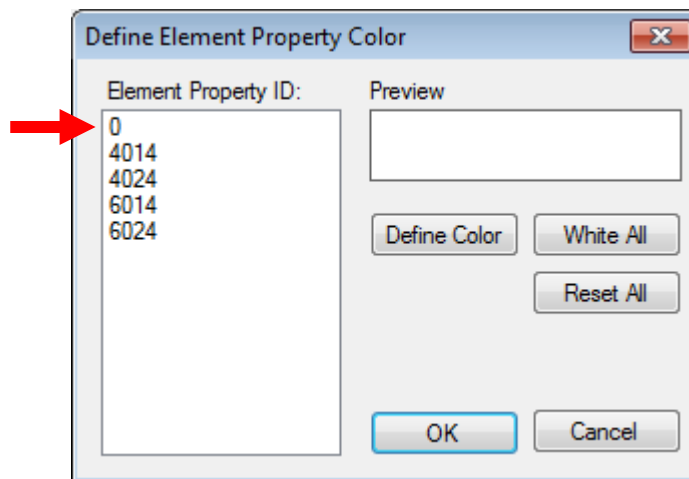 Define Element Property Color
Element Property ID:
0
4014
4024
6014
6024
Preview
Define Color
White All
Reset All
OK
Cancel